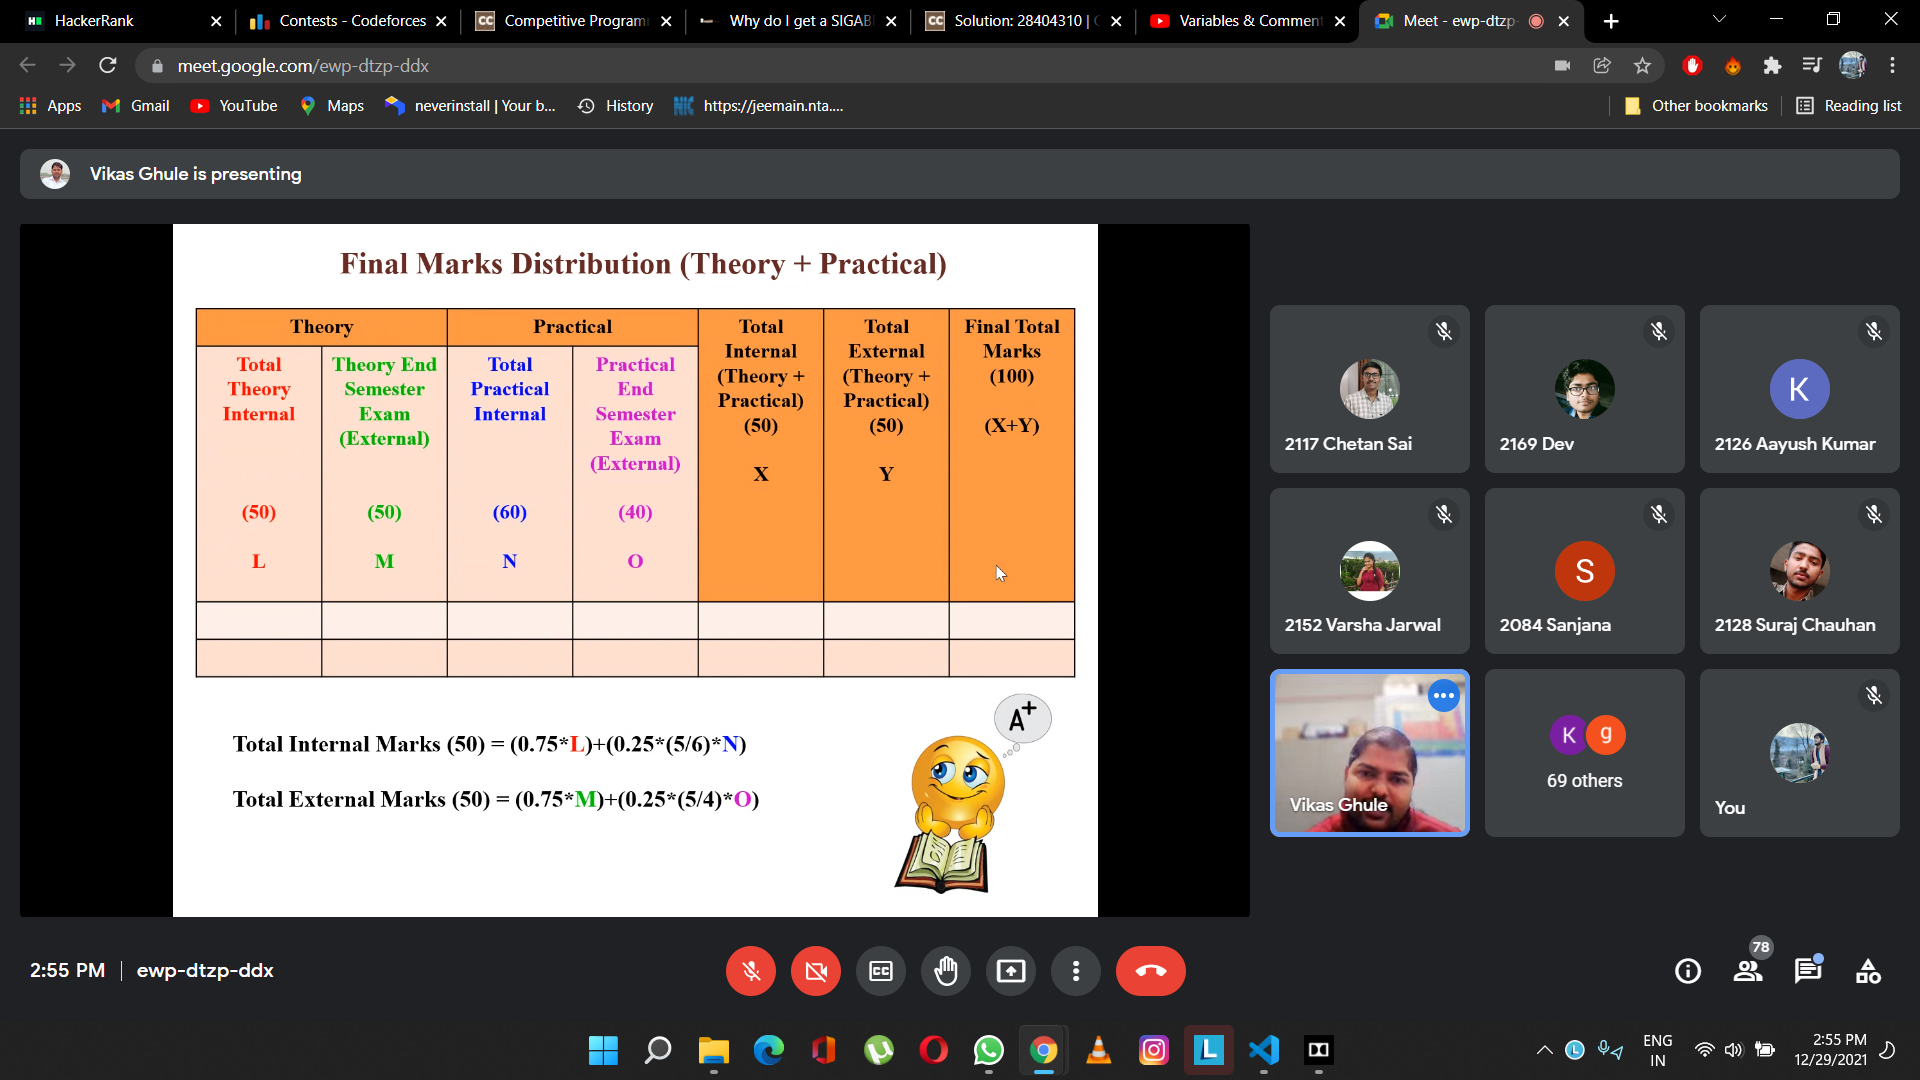 HackerRank
Contests - Codeforces
Competitive Program
Why do I get a SIGAB
Solution: 28404310 |
Variables & Comment
Meet - ewp-dtzp-
meet.google.com/ewp-dtzp-ddx
Apps
Gmail
YouTube
Maps
neverinstall | Your b...
History
https://jeemain.nta....
Other bookmarks
Reading list
Vikas Ghule is presenting
Final Marks Distribution (Theory + Practical)
Theory
Practical
Total Internal (Theory + Practical) (50) X
Total External (Theory + Practical) (50) Y
Final Total Marks (100) (X+Y)
Total Theory Internal (50) L
Theory End Semester Exam (External) (50) M
Total Practical Internal (60) N
Practical End Semester Exam (External) (40) O
Total Internal Marks (50) = (0.75*L)+(0.25*(5/6)*N)
Total External Marks (50) = (0.75*M)+(0.25*(5/4)*O)
A+
2117 Chetan Sai
2169 Dev
K
2126 Aayush Kumar
2152 Varsha Jarwal
S
2084 Sanjana
2128 Suraj Chauhan
Vikas Ghule
K g
69 others
You
2:55 PM | ewp-dtzp-ddx
78
ENG
IN
2:55 PM
12/29/2021